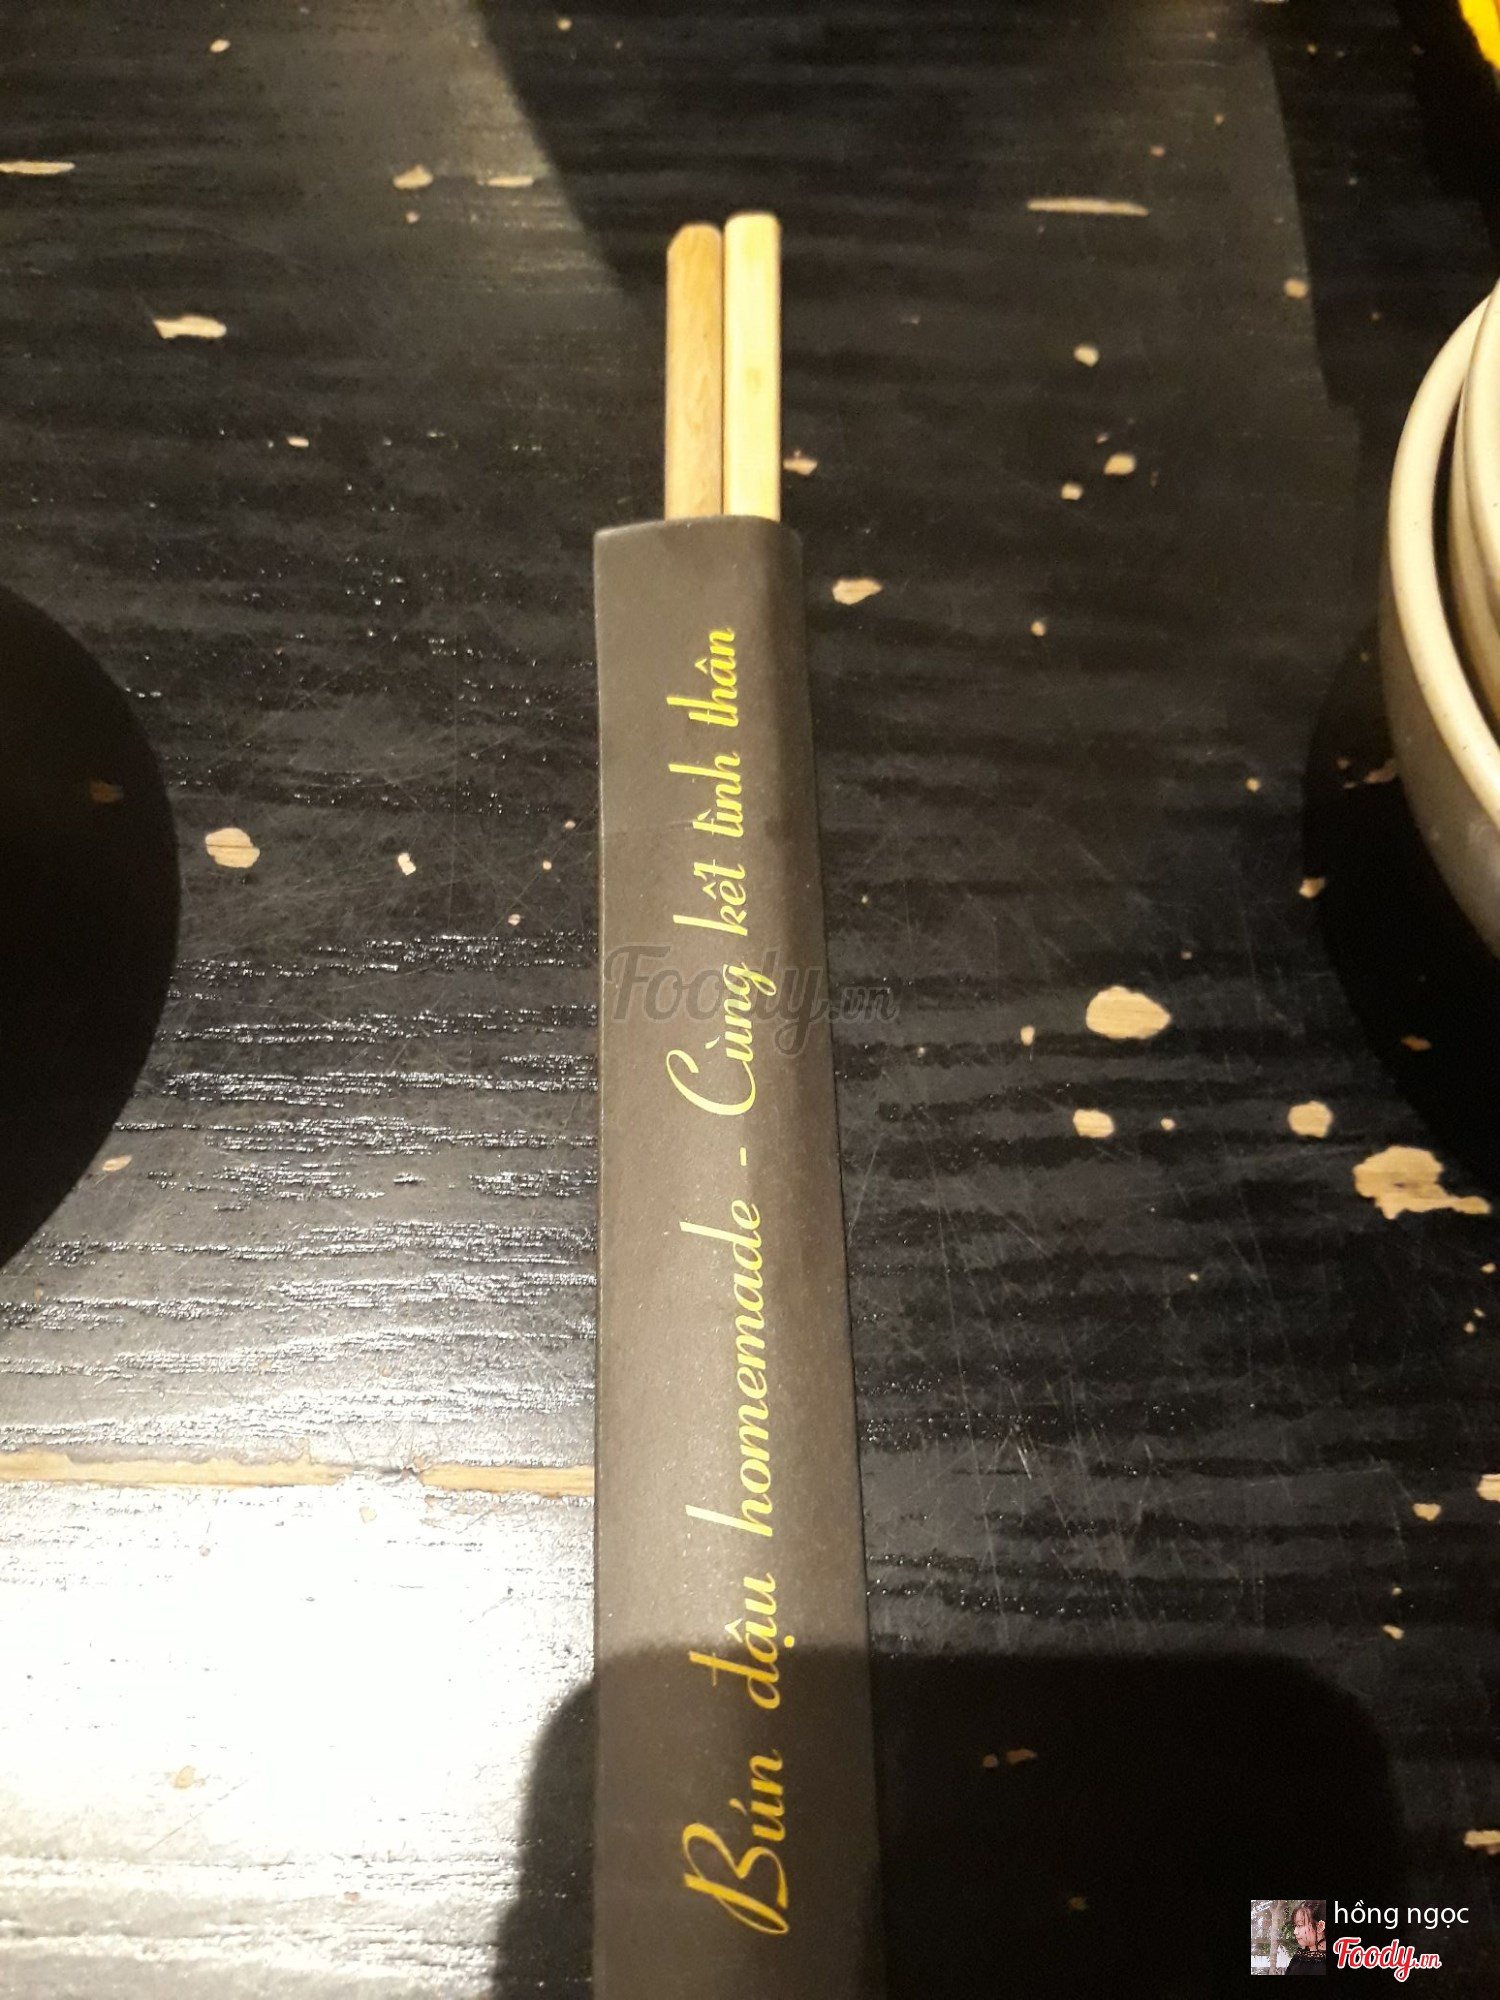 Bún đậu homemade - Cùng kết tình thân
Foody.vn
hồng ngọc
Foody.vn